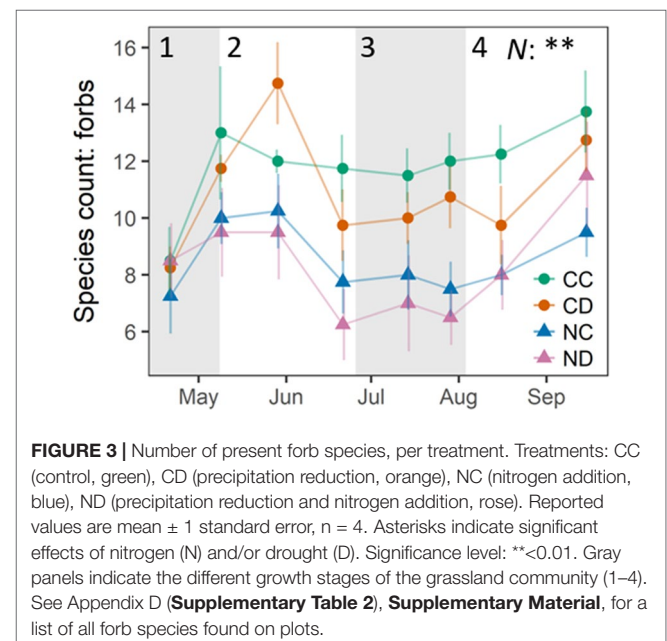 1 2 3 4 N: **
16
14
12
10
8
6
Species count: forbs
CC
CD
NC
ND
May Jun Jul Aug Sep
FIGURE 3 | Number of present forb species, per treatment. Treatments: CC
(control, green), CD (precipitation reduction, orange), NC (nitrogen addition,
blue), ND (precipitation reduction and nitrogen addition, rose). Reported
values are mean ± 1 standard error, n = 4. Asterisks indicate significant
effects of nitrogen (N) and/or drought (D). Significance level: **<0.01. Gray
panels indicate the different growth stages of the grassland community (1–4).
See Appendix D (Supplementary Table 2), Supplementary Material, for a
list of all forb species found on plots.